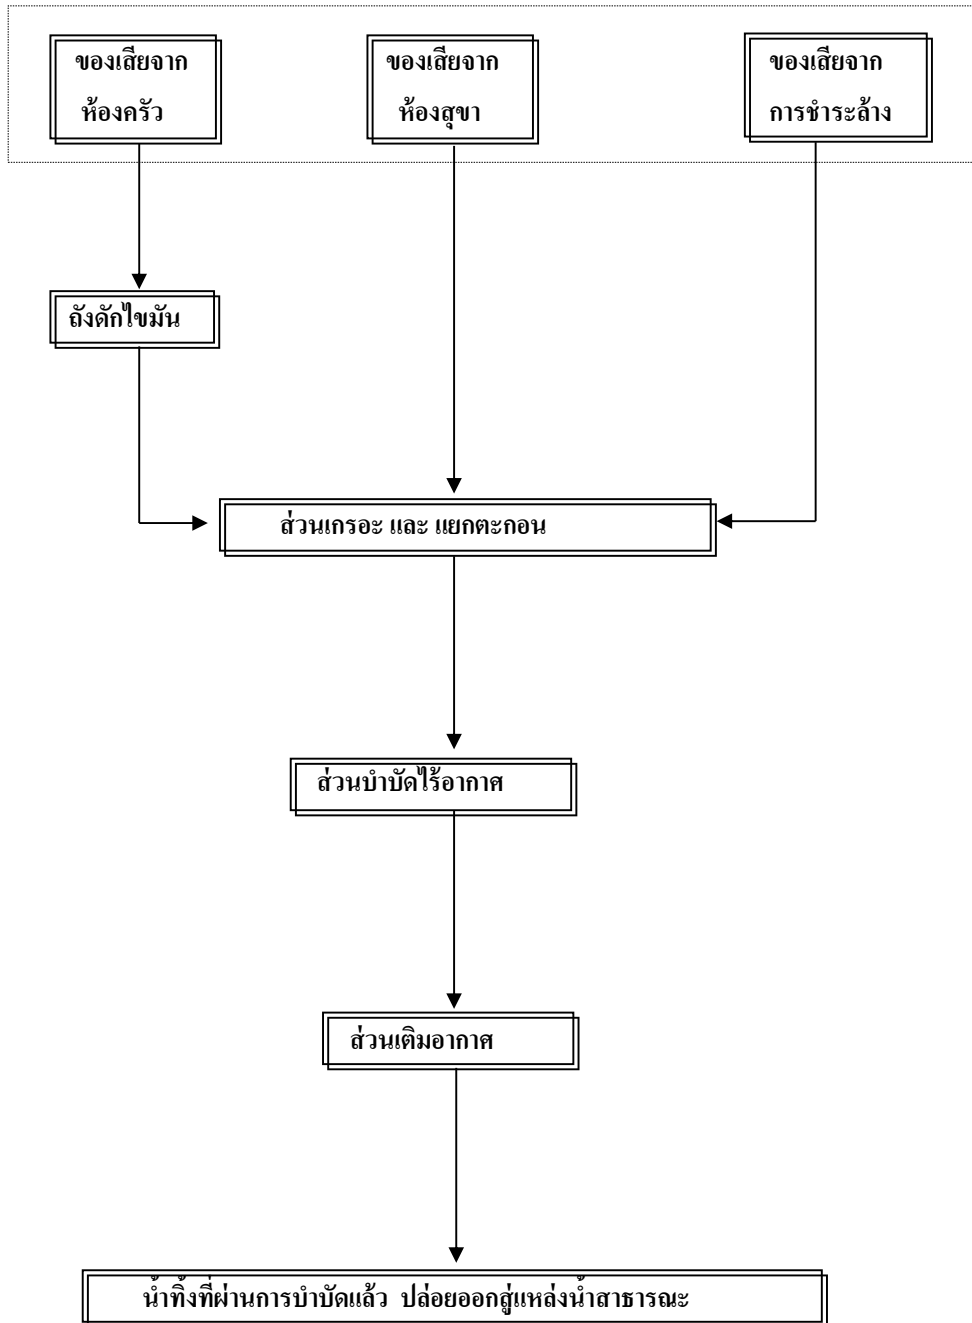 ของเสียจาก
ห้องครัว
ของเสียจาก
ห้องสุขา
ของเสียจาก
การชำระล้าง
ถังดักไขมัน
ส่วนเกรอะ และ แยกตะกอน
ส่วนบำบัดไร้อากาศ
ส่วนเติมอากาศ
น้ำทิ้งที่ผ่านการบำบัดแล้ว ปล่อยออกสู่แหล่งน้ำสาธารณะ